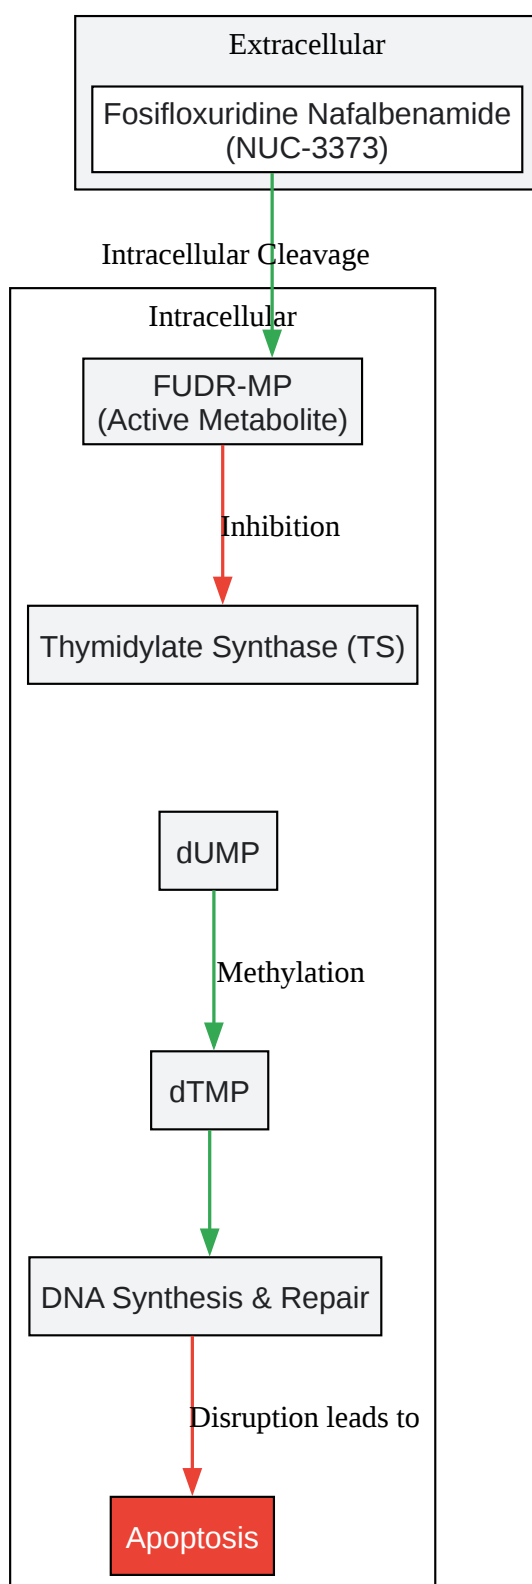 Extracellular
Fosifloxuridine Nafalbenamide
(NUC-3373)
Intracellular Cleavage
Intracellular
FUDR-MP
(Active Metabolite)
Inhibition
Thymidylate Synthase (TS)
dUMP
Methylation
dTMP
DNA Synthesis & Repair
Disruption leads to
Apoptosis